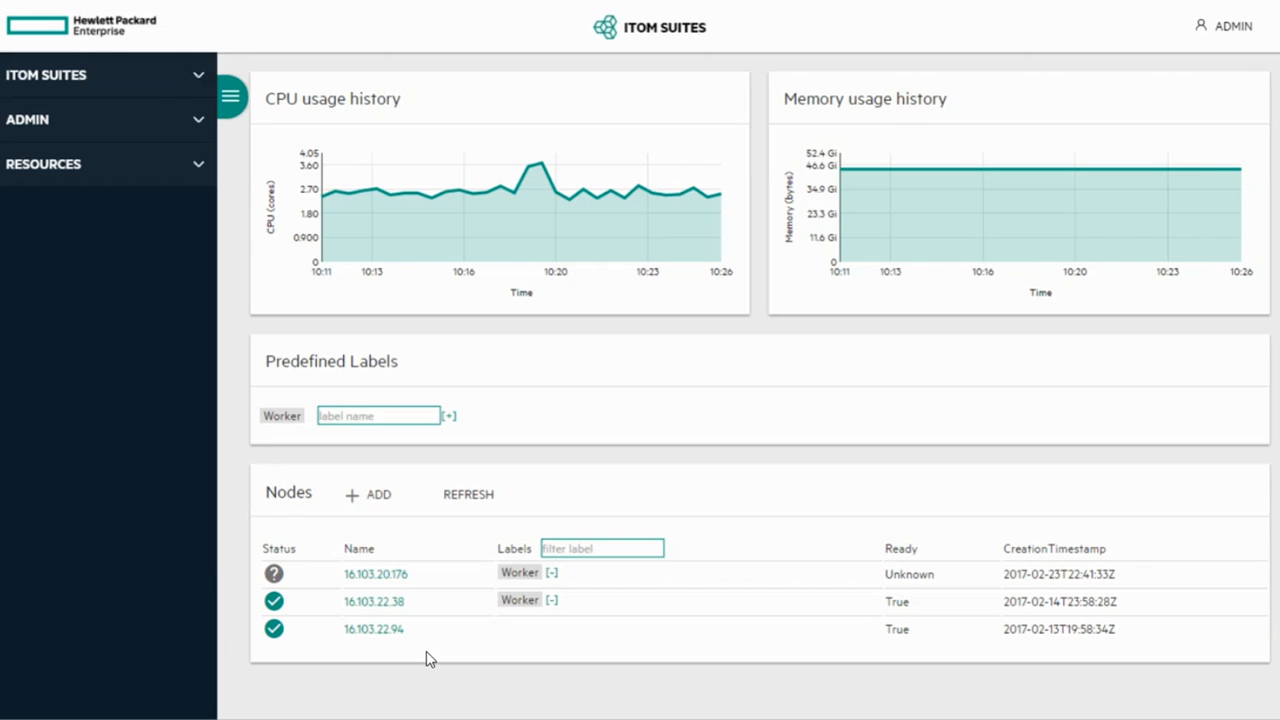 Hewlett Packard
Enterprise
ITOM SUITES
ADMIN
ITOM SUITES
ADMIN
RESOURCES
CPU usage history
4.05
3.60
2.70
1.80
0.900
0
CPU (cores)
10:11 10:13 10:16 10:20 10:23 10:26
Time
Memory usage history
52.4 Gi
46.6 Gi
34.9 Gi
23.3 Gi
11.6 Gi
0
Memory (bytes)
10:11 10:13 10:16 10:20 10:23 10:26
Time
Predefined Labels
Worker label name [+]
Nodes + ADD REFRESH
Status Name Labels filter label Ready CreationTimestamp
? 16.103.20.176 Worker [-] Unknown 2017-02-23T22:41:33Z
16.103.22.38 Worker [-] True 2017-02-14T23:58:28Z
16.103.22.94 True 2017-02-13T19:58:34Z